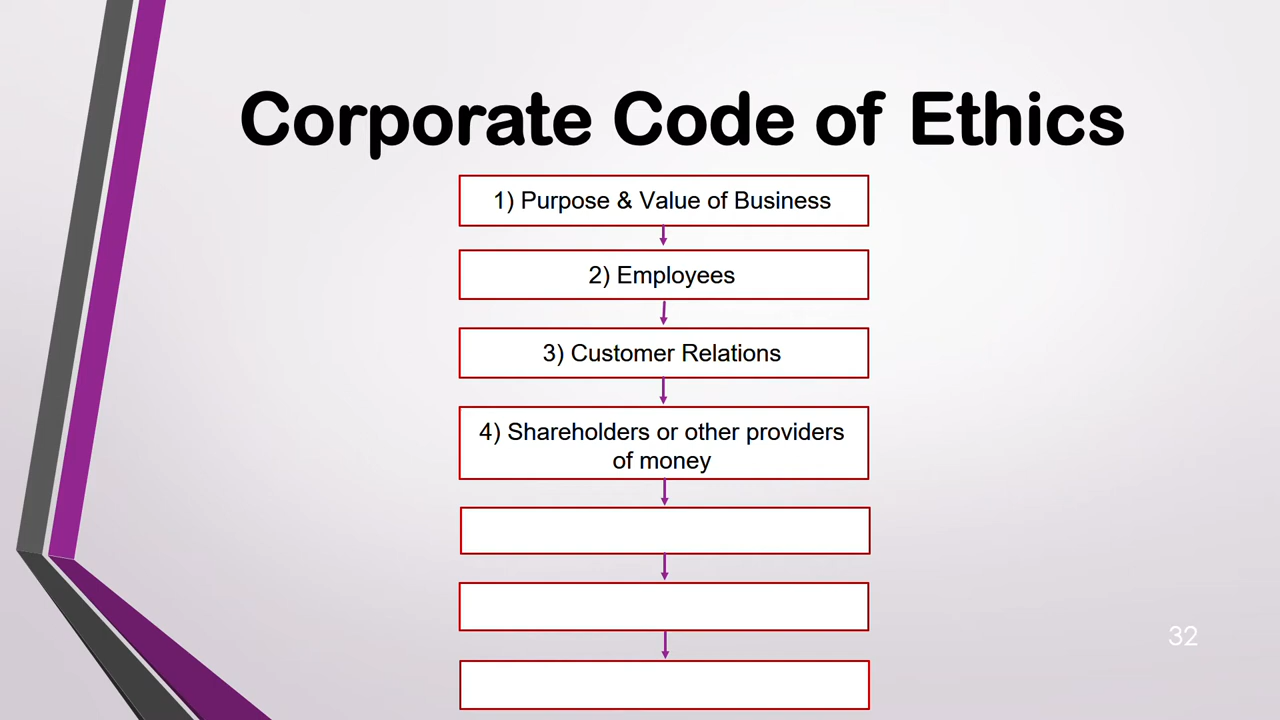 Corporate Code of Ethics
1) Purpose & Value of Business
2) Employees
3) Customer Relations
4) Shareholders or other providers
of money
32